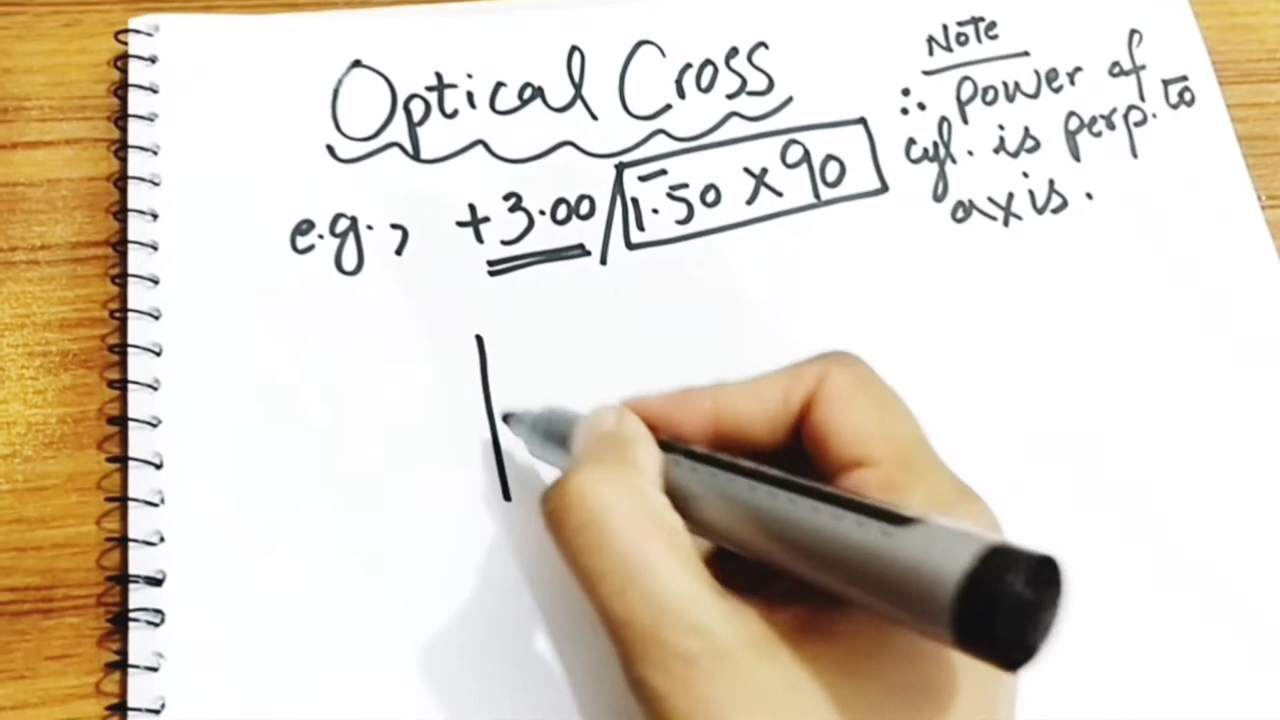 Optical Cross
e.g., +3.00/1.̄50 x 90
Note
∴ power of
cyl. is perp. to
axis.